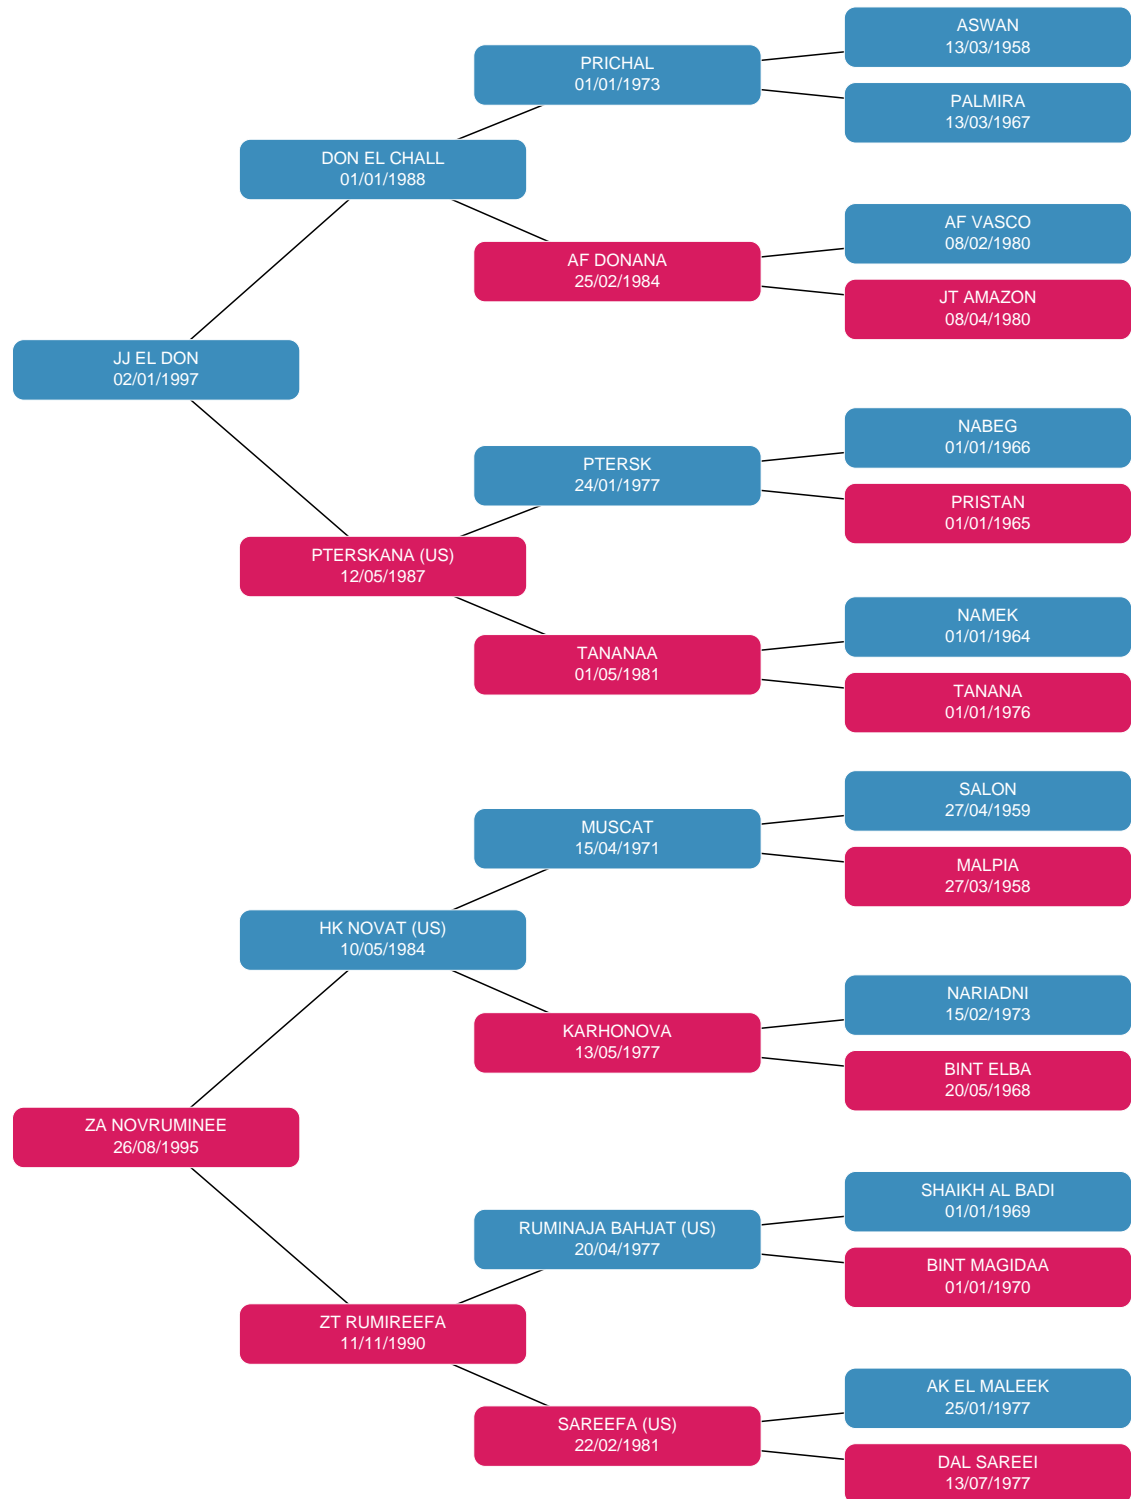 ASWAN
13/03/1958
PRICHAL
01/01/1973
PALMIRA
13/03/1967
DON EL CHALL
01/01/1988
AF VASCO
08/02/1980
AF DONANA
25/02/1984
JT AMAZON
08/04/1980
JJ EL DON
02/01/1997
NABEG
01/01/1966
PTERSK
24/01/1977
PRISTAN
01/01/1965
PTERSKANA (US)
12/05/1987
NAMEK
01/01/1964
TANANAA
01/05/1981
TANANA
01/01/1976
SALON
27/04/1959
MUSCAT
15/04/1971
MALPIA
27/03/1958
HK NOVAT (US)
10/05/1984
NARIADNI
15/02/1973
KARHONOVA
13/05/1977
BINT ELBA
20/05/1968
ZA NOVRUMINEE
26/08/1995
SHAIKH AL BADI
01/01/1969
RUMINAJA BAHJAT (US)
20/04/1977
BINT MAGIDAA
01/01/1970
ZT RUMIREEFA
11/11/1990
AK EL MALEEK
25/01/1977
SAREEFA (US)
22/02/1981
DAL SAREEI
13/07/1977